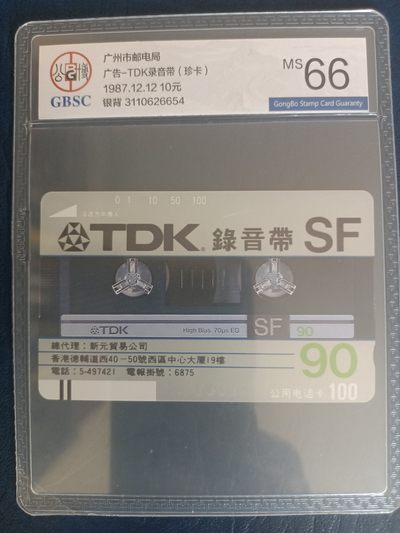 公博
GBSC
广州市邮电局
广告-TDK录音带（珍卡）
1987.12.12 10元
银背 3110626654
MS 66
GongBo Stamp Card Guaranty
0 1 10 50 100
TDK 錄音帶 SF
TDK High Bias 70μs EQ SF 90
總代理：新元貿易公司
香港德輔道西40－50號西區中心大厦19樓
電話：5-497421 電報掛號：6875
90
公用电话卡 100